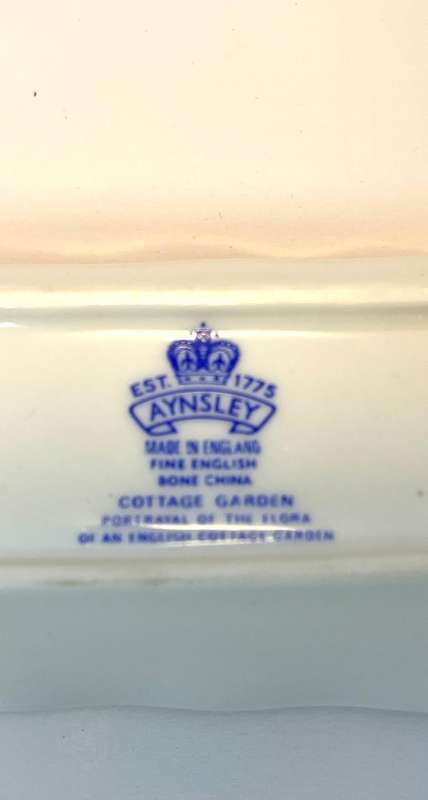 EST. 1775
AYNSLEY
MADE IN ENGLAND
FINE ENGLISH
BONE CHINA
COTTAGE GARDEN
PORTRAYAL OF THE FLORA
OF AN ENGLISH COTTAGE GARDEN